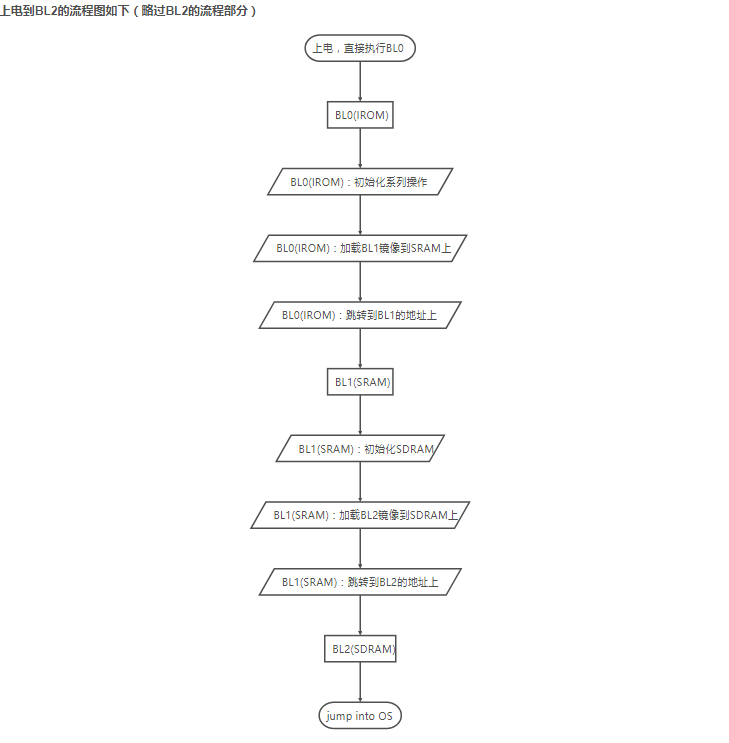 上电到BL2的流程图如下（略过BL2的流程部分）
上电，直接执行BL0
BL0(IROM)
BL0(IROM)：初始化系列操作
BL0(IROM)：加载BL1镜像到SRAM上
BL0(IROM)：跳转到BL1的地址上
BL1(SRAM)
BL1(SRAM)：初始化SDRAM
BL1(SRAM)：加载BL2镜像到SDRAM上
BL1(SRAM)：跳转到BL2的地址上
BL2(SDRAM)
jump into OS